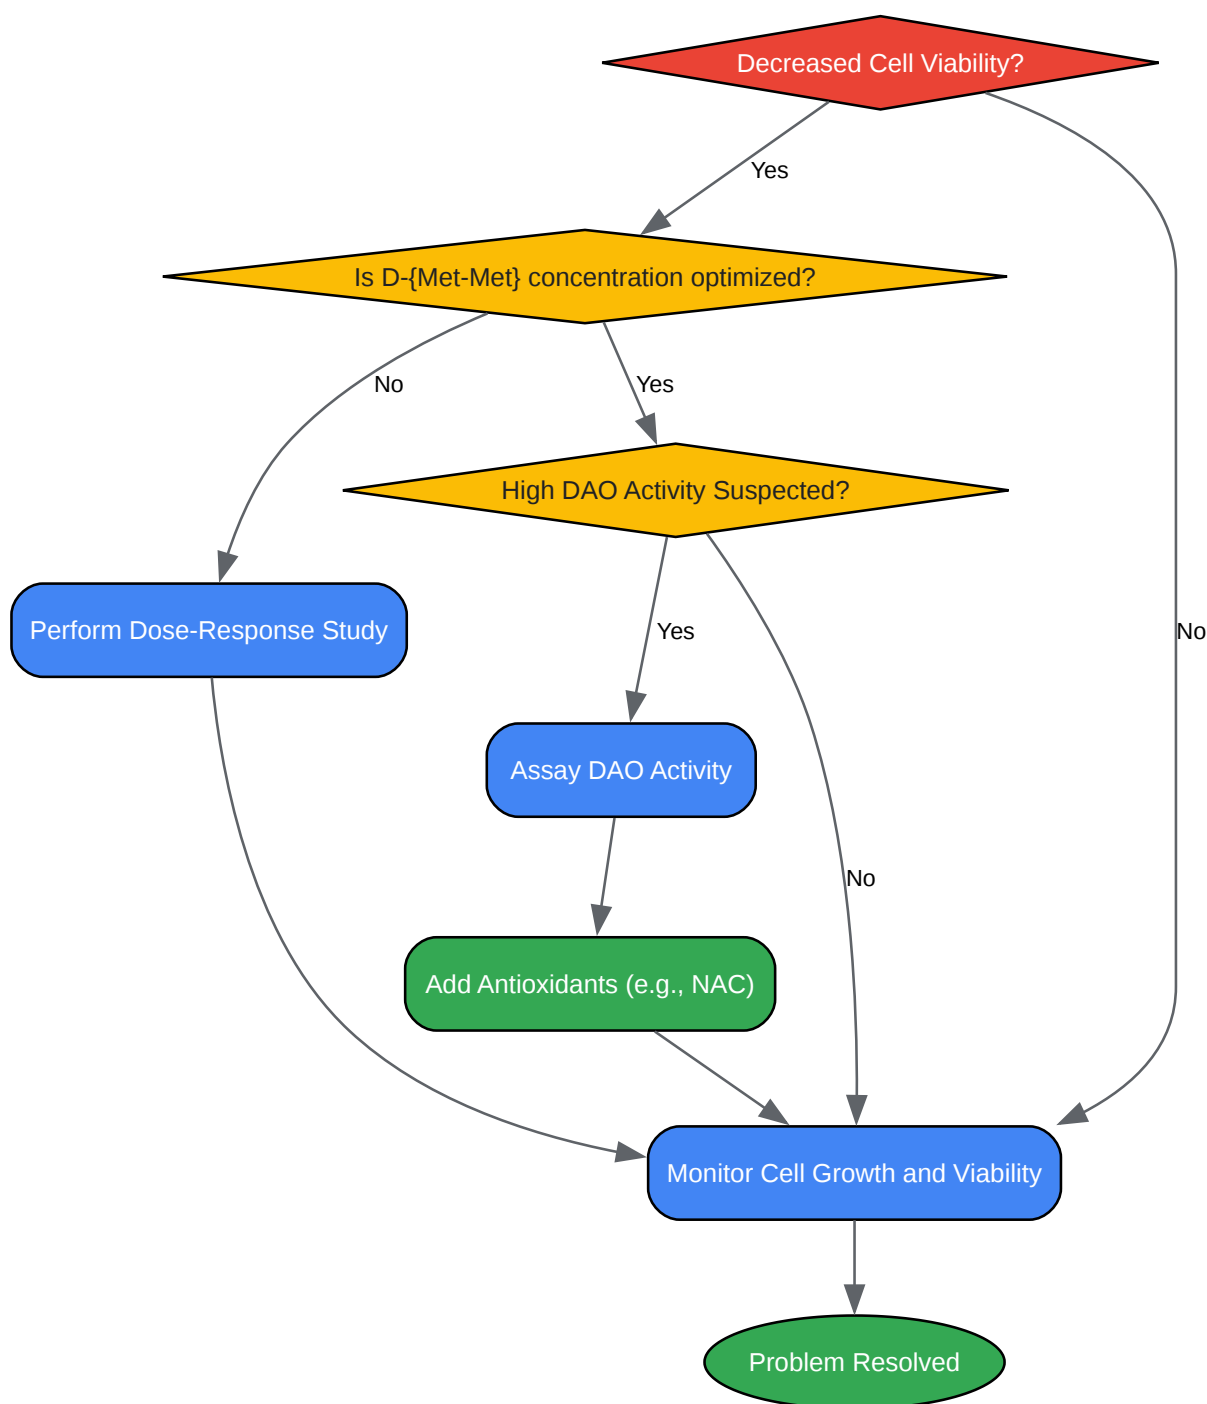 Decreased Cell Viability?
Yes
Is D-{Met-Met} concentration optimized?
No
Yes
High DAO Activity Suspected?
Perform Dose-Response Study
Yes
No
Assay DAO Activity
No
Add Antioxidants (e.g., NAC)
Monitor Cell Growth and Viability
Problem Resolved